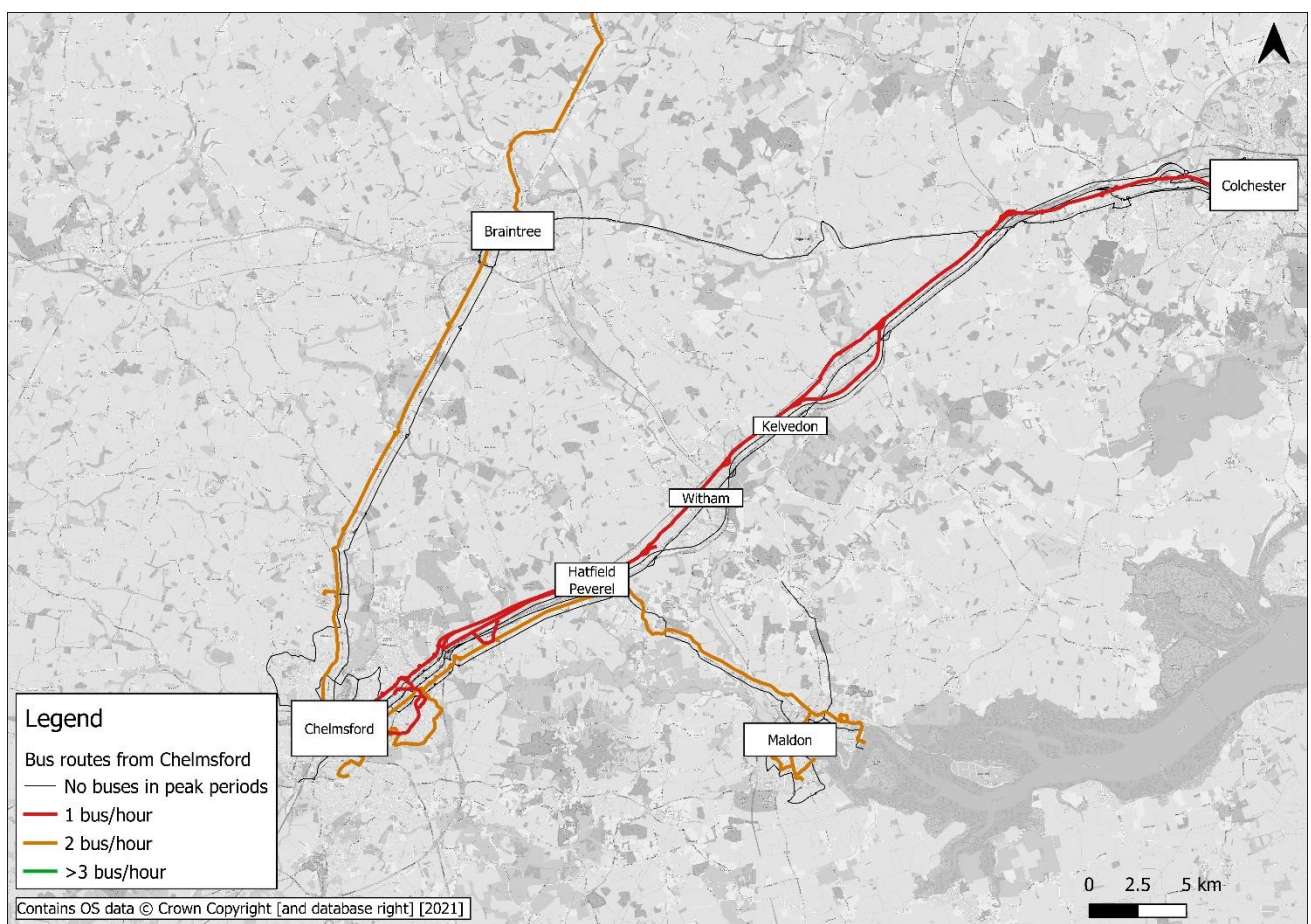 Colchester
Braintree
Kelvedon
Witham
Hatfield
Peverel
Chelmsford
Maldon
Legend
Bus routes from Chelmsford
No buses in peak periods
1 bus/hour
2 bus/hour
>3 bus/hour
0 2.5 5 km
Contains OS data © Crown Copyright [and database right] [2021]